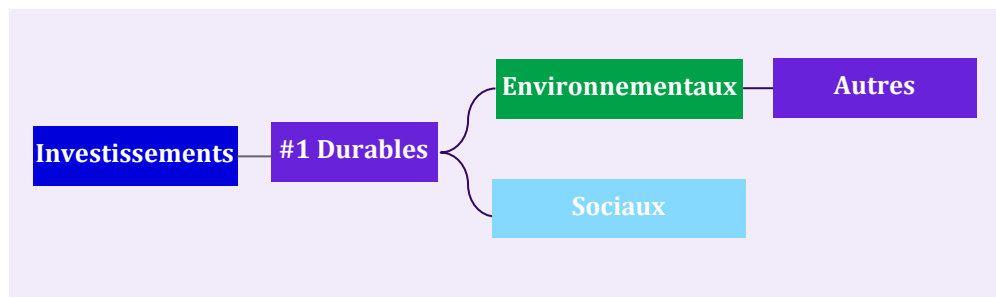 Investissements
#1 Durables
Environnementaux
Autres
Sociaux